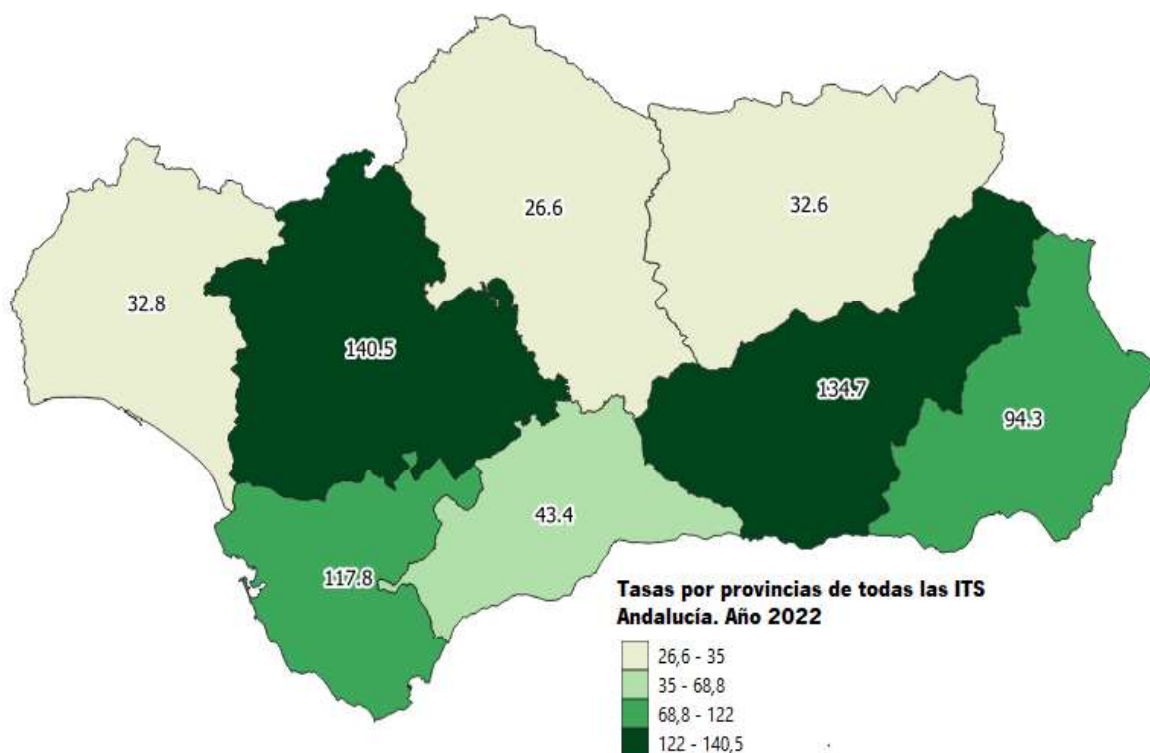 26.6
32.6
32.8
140.5
134.7
94.3
43.4
117.8
Tasas por provincias de todas las ITS
Andalucía. Año 2022
26,6 - 35
35 - 68,8
68,8 - 122
122 - 140,5